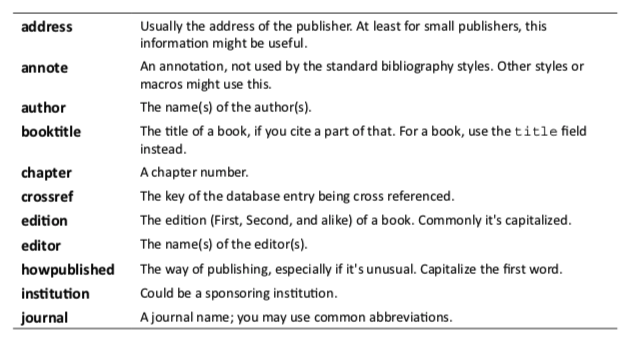 address Usually the address of the publisher. At least for small publishers, this
information might be useful.
annote An annotation, not used by the standard bibliography styles. Other styles or
macros might use this.
author The name(s) of the author(s).
booktitle The title of a book, if you cite a part of that. For a book, use the title field
instead.
chapter A chapter number.
crossref The key of the database entry being cross referenced.
edition The edition (First, Second, and alike) of a book. Commonly it's capitalized.
editor The name(s) of the editor(s).
howpublished The way of publishing, especially if it's unusual. Capitalize the first word.
institution Could be a sponsoring institution.
journal A journal name; you may use common abbreviations.